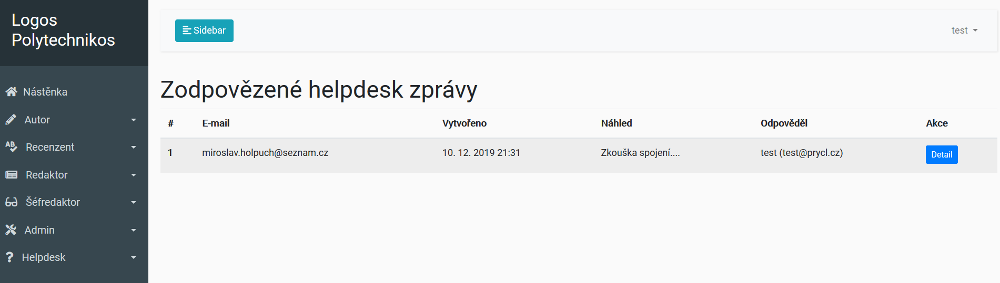 Logos
Polytechnikos
Sidebar
test
Nástěnka
Autor
Recenzent
Redaktor
Šéfredaktor
Admin
Helpdesk
Zodpovězené helpdesk zprávy
# E-mail Vytvořeno Náhled Odpověděl Akce
1 miroslav.holpuch@seznam.cz 10. 12. 2019 21:31 Zkouška spojení.... test (test@prycl.cz) Detail